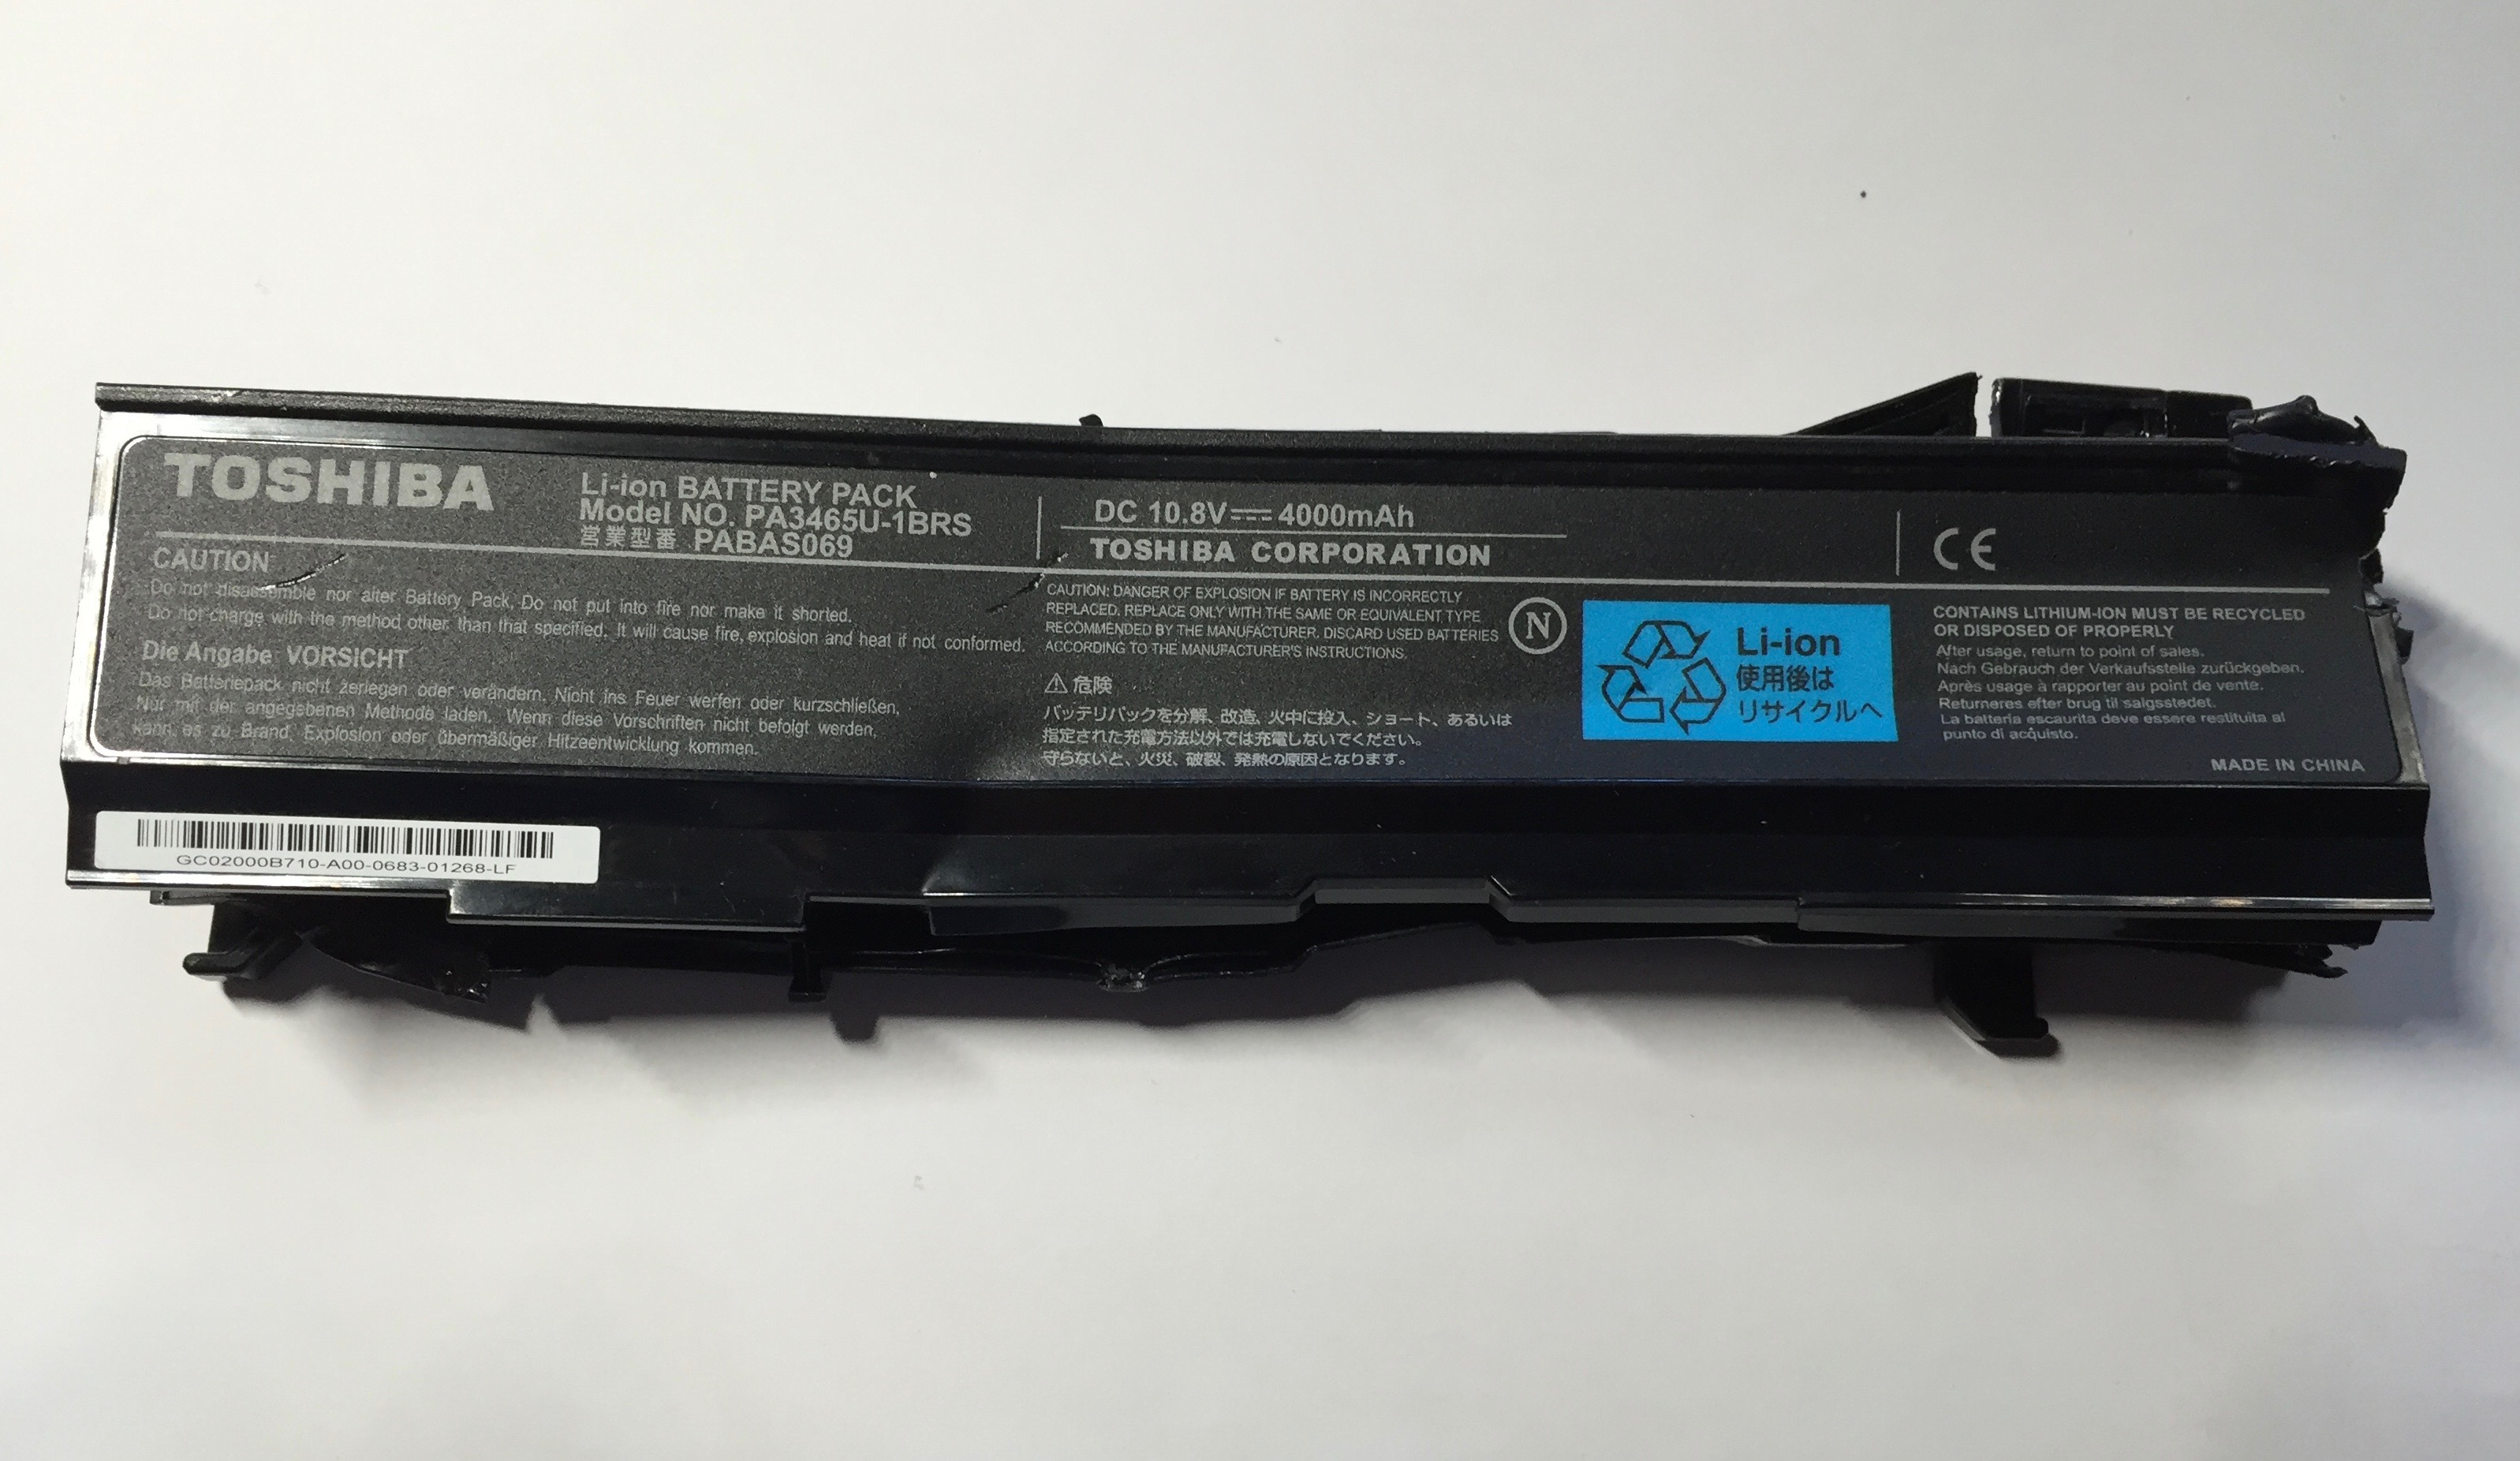 TOSHIBA
Li-ion BATTERY PACK
Model NO. PA3465U-1BRS
営業型番 PABAS069
DC 10.8V⎓4000mAh
TOSHIBA CORPORATION
CE
CAUTION
Do not disassemble nor alter Battery Pack. Do not put into fire nor make it shorted.
Do not charge with the method other than that specified. It will cause fire, explosion and heat if not conformed.
Die Angabe VORSICHT
Das Batteriepack nicht zerlegen oder verändern. Nicht ins Feuer werfen oder kurzschließen,
Nur mit der angegebenen Methode laden. Wenn diese Vorschriften nicht befolgt werden,
kann es zu Brand, Explosion oder übermäßiger Hitzeentwicklung kommen.
CAUTION: DANGER OF EXPLOSION IF BATTERY IS INCORRECTLY
REPLACED. REPLACE ONLY WITH THE SAME OR EQUIVALENT TYPE
RECOMMENDED BY THE MANUFACTURER. DISCARD USED BATTERIES
ACCORDING TO THE MANUFACTURER'S INSTRUCTIONS.
N
⚠危険
バッテリパックを分解、改造、火中に投入、ショート、あるいは
指定された充電方法以外では充電しないでください。
守らないと、火災、破裂、発熱の原因となります。
Li-ion
使用後は
リサイクルへ
CONTAINS LITHIUM-ION MUST BE RECYCLED
OR DISPOSED OF PROPERLY
After usage, return to point of sales.
Nach Gebrauch der Verkaufsstelle zurückgeben.
Après usage à rapporter au point de vente.
Returneres efter brug til salgsstedet.
La batteria escaurita deve essere restituita al
punto di acquisto.
MADE IN CHINA
GC02000B710-A00-0683-01268-LF